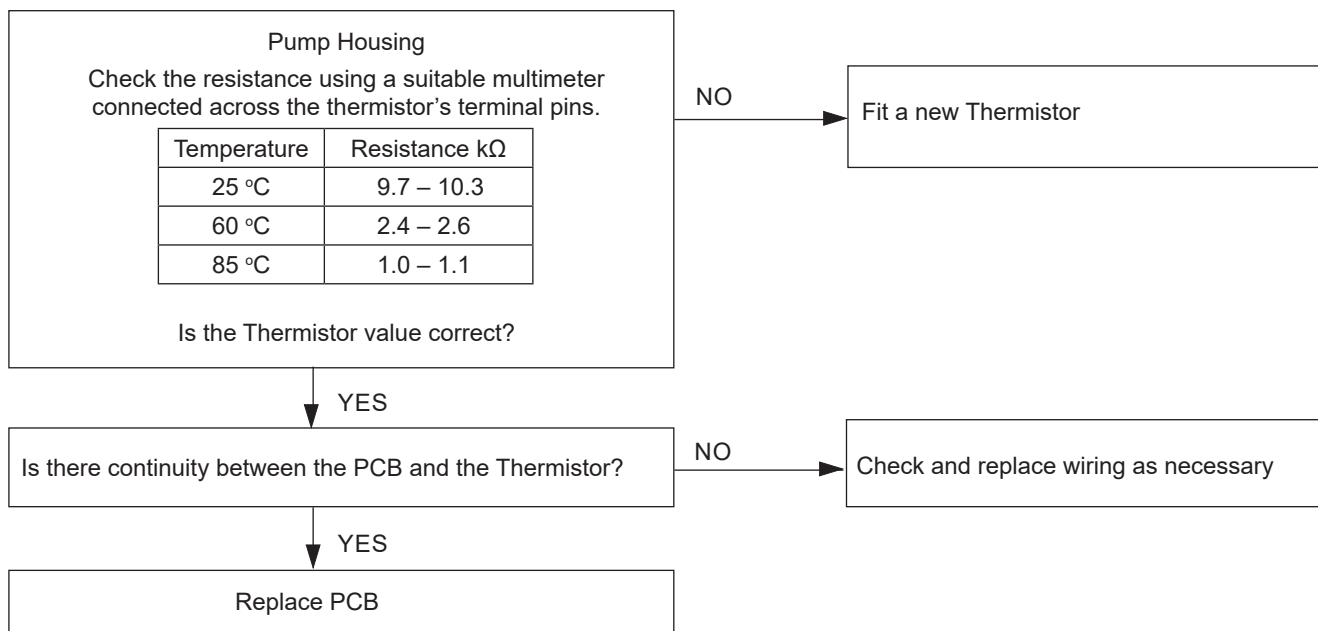 Pump Housing
Check the resistance using a suitable multimeter
connected across the thermistor’s terminal pins.
Temperature Resistance kΩ
25 ºC 9.7 – 10.3
60 ºC 2.4 – 2.6
85 ºC 1.0 – 1.1
Is the Thermistor value correct?
NO
Fit a new Thermistor
YES
Is there continuity between the PCB and the Thermistor?
NO
Check and replace wiring as necessary
YES
Replace PCB